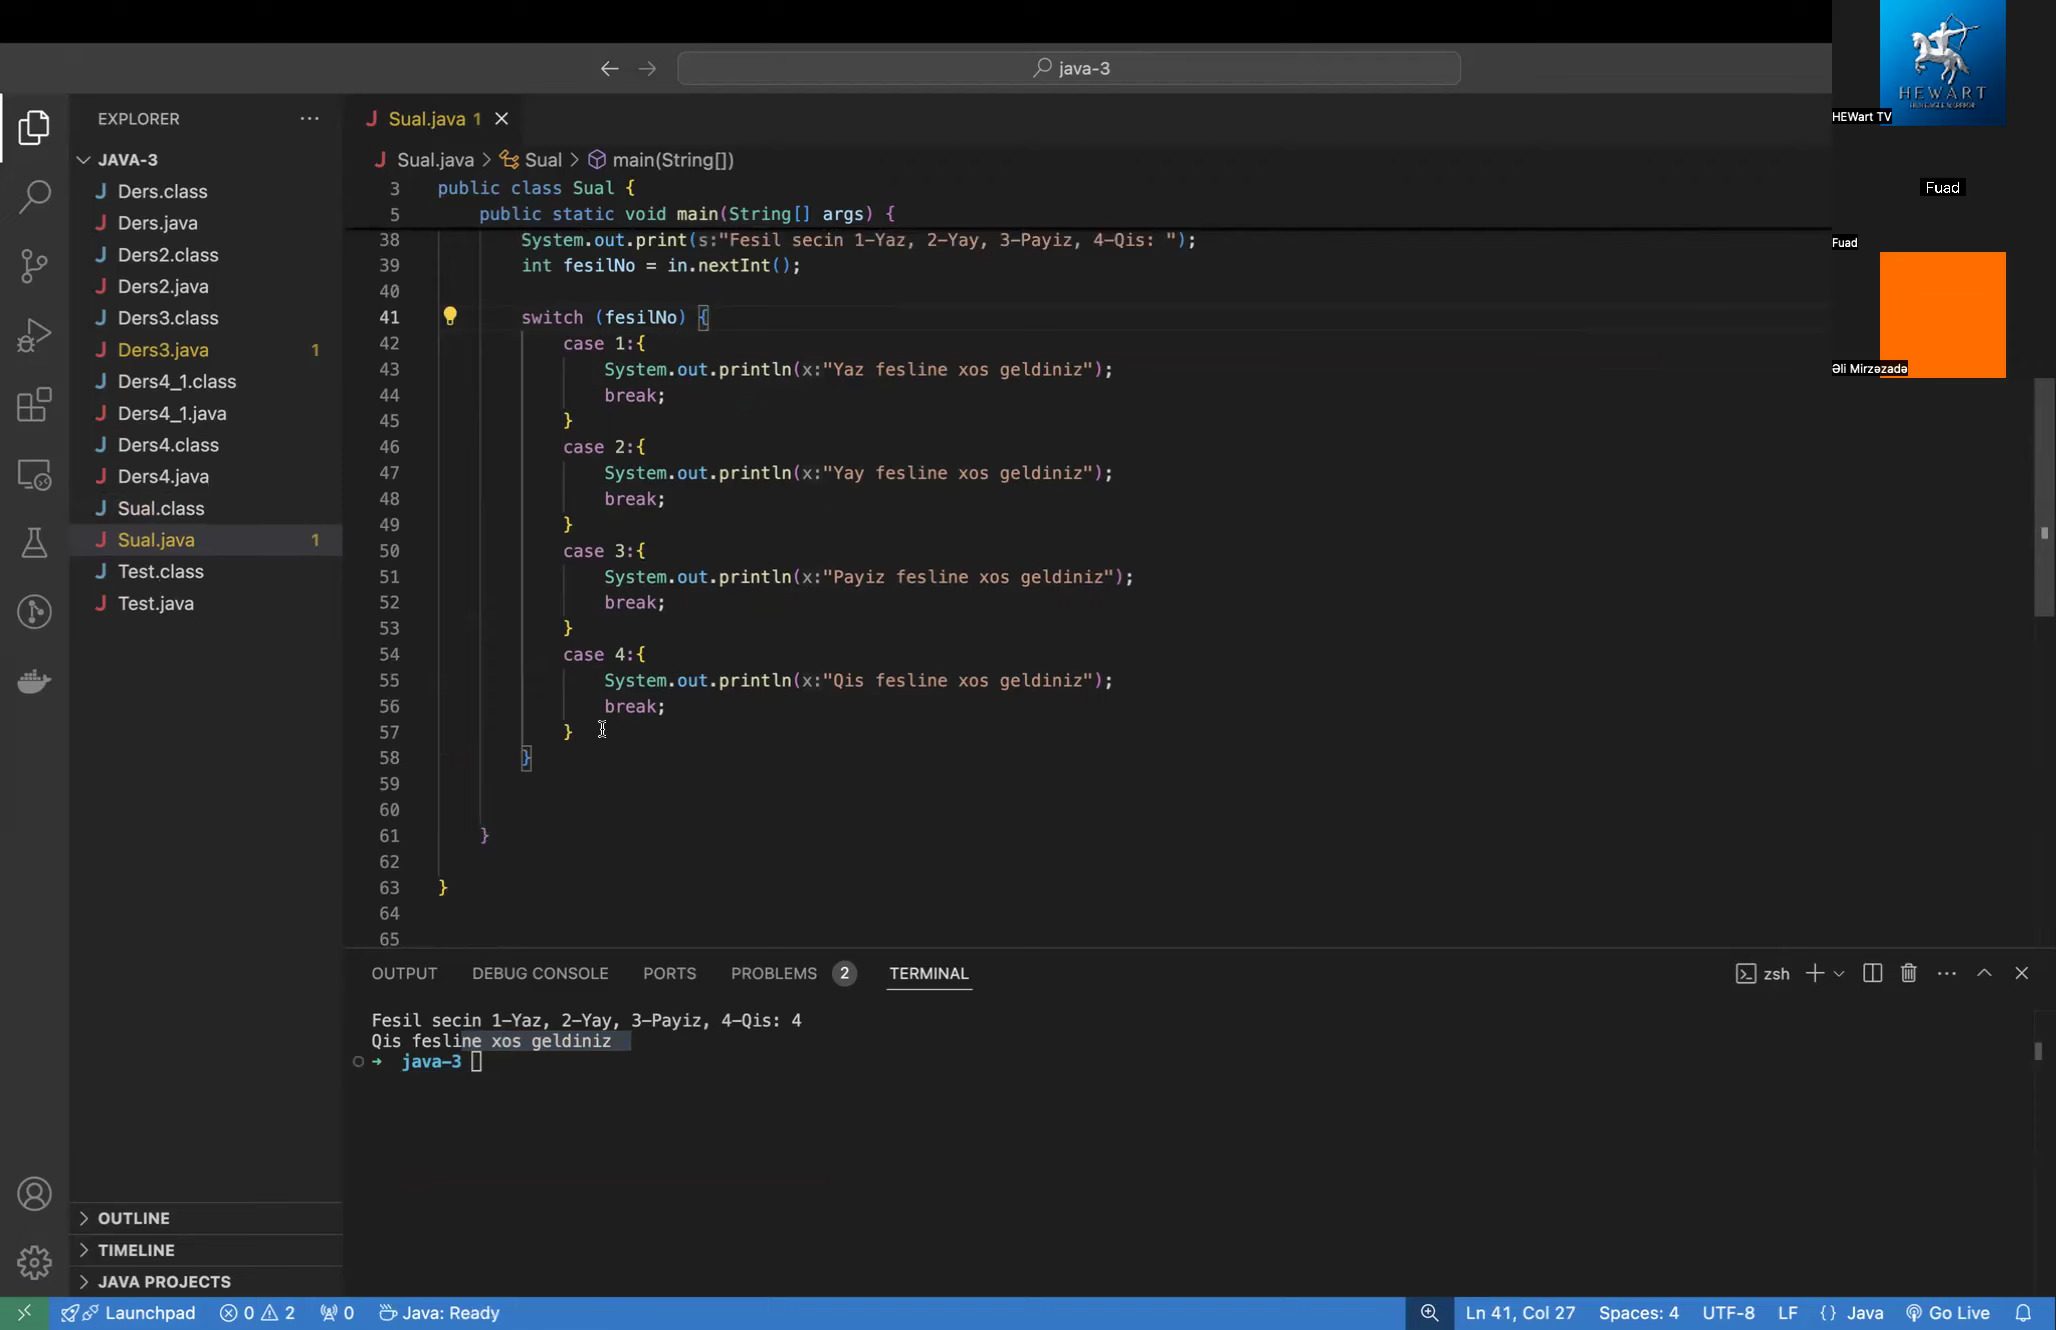 java-3
HEWART
HEWart TV
Fuad
Fuad
Əli Mirzəzadə
EXPLORER
JAVA-3
Ders.class
Ders.java
Ders2.class
Ders2.java
Ders3.class
Ders3.java 1
Ders4_1.class
Ders4_1.java
Ders4.class
Ders4.java
Sual.class
Sual.java 1
Test.class
Test.java
OUTLINE
TIMELINE
JAVA PROJECTS
Sual.java 1
Sual.java > Sual > main(String[])
3 public class Sual {
5 public static void main(String[] args) {
38 System.out.print(s:"Fesil secin 1-Yaz, 2-Yay, 3-Payiz, 4-Qis: ");
39 int fesilNo = in.nextInt();
40
41 switch (fesilNo) {
42 case 1:{
43 System.out.println(x:"Yaz fesline xos geldiniz");
44 break;
45 }
46 case 2:{
47 System.out.println(x:"Yay fesline xos geldiniz");
48 break;
49 }
50 case 3:{
51 System.out.println(x:"Payiz fesline xos geldiniz");
52 break;
53 }
54 case 4:{
55 System.out.println(x:"Qis fesline xos geldiniz");
56 break;
57 }
58 }
59
60
61 }
62
63 }
64
65
OUTPUT DEBUG CONSOLE PORTS PROBLEMS 2 TERMINAL zsh
Fesil secin 1-Yaz, 2-Yay, 3-Payiz, 4-Qis: 4
Qis fesline xos geldiniz
java-3
Launchpad 0 2 0 Java: Ready Ln 41, Col 27 Spaces: 4 UTF-8 LF {} Java Go Live